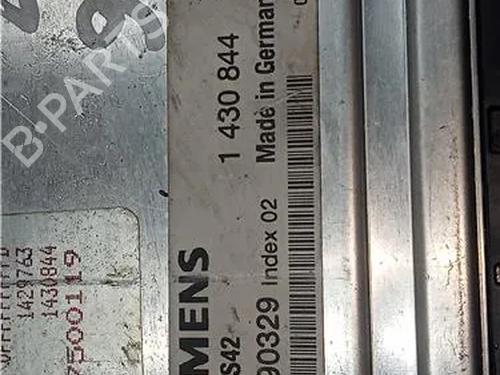 MENS
S42
1 430 844
90329 Index 02 Made in German
1429763
1430844
7500119
B-PARTS